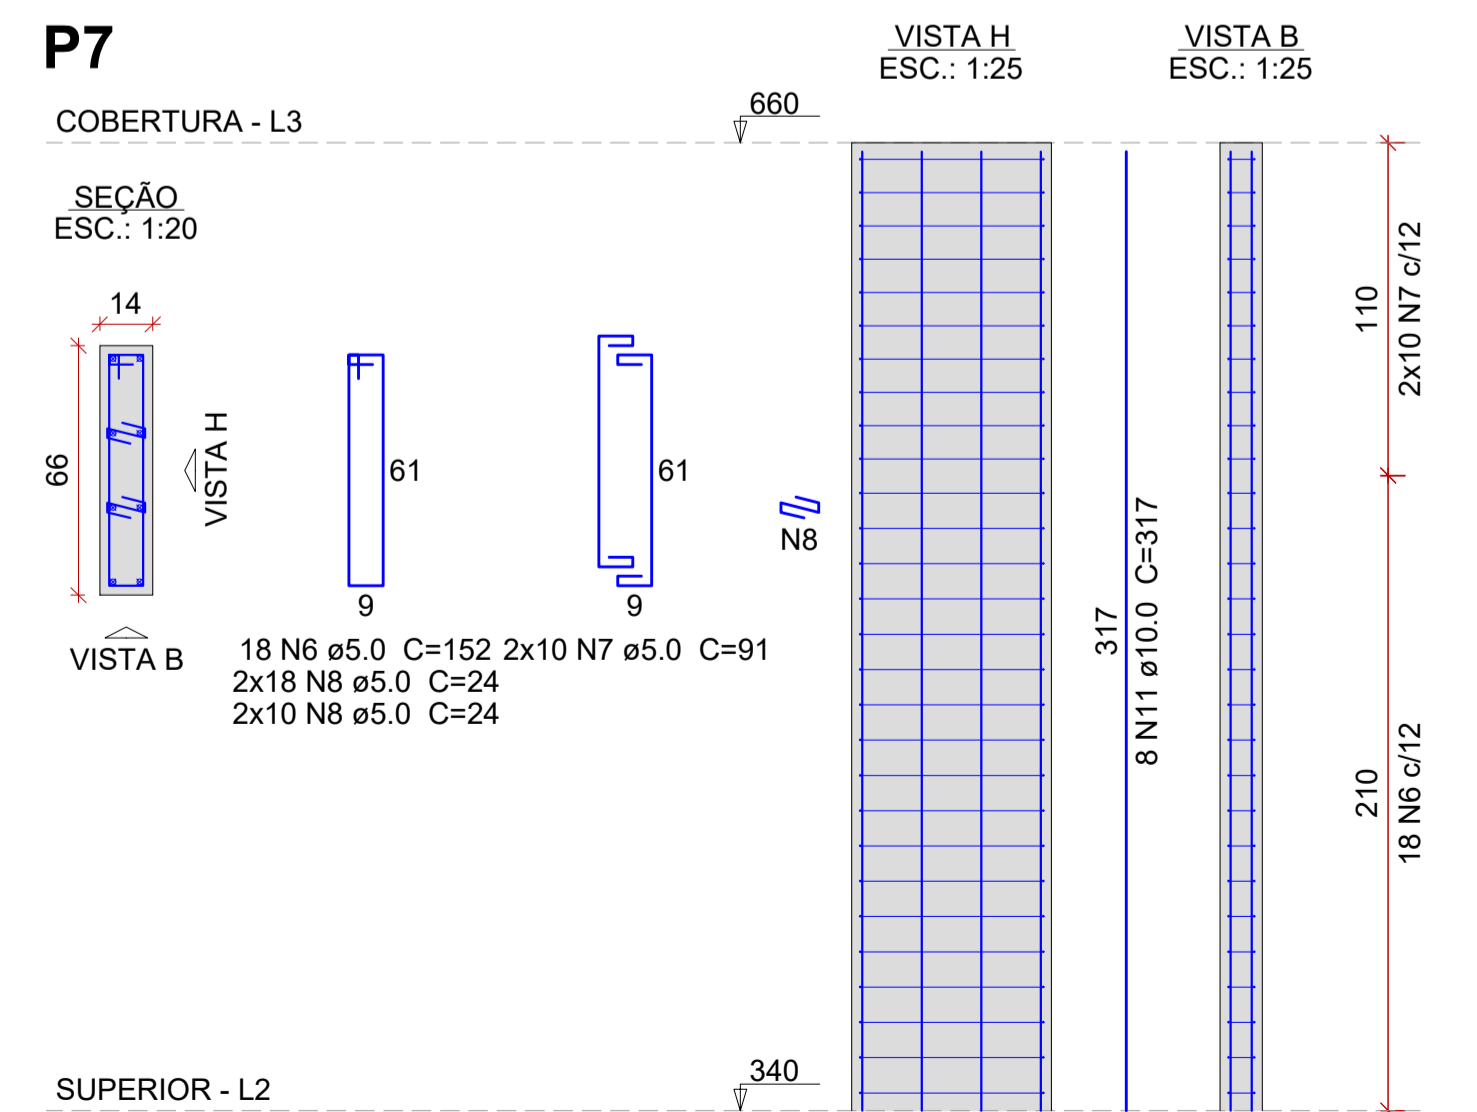 P7
VISTA H
ESC.: 1:25
VISTA B
ESC.: 1:25
COBERTURA - L3
660
SEÇÃO
ESC.: 1:20
14
66
VISTA H
VISTA B
61
9
61
9
N8
18 N6 ø5.0 C=152
2x10 N7 ø5.0 C=91
2x18 N8 ø5.0 C=24
2x10 N8 ø5.0 C=24
317
8 N11 ø10.0 C=317
110
2x10 N7 c/12
210
18 N6 c/12
SUPERIOR - L2
340